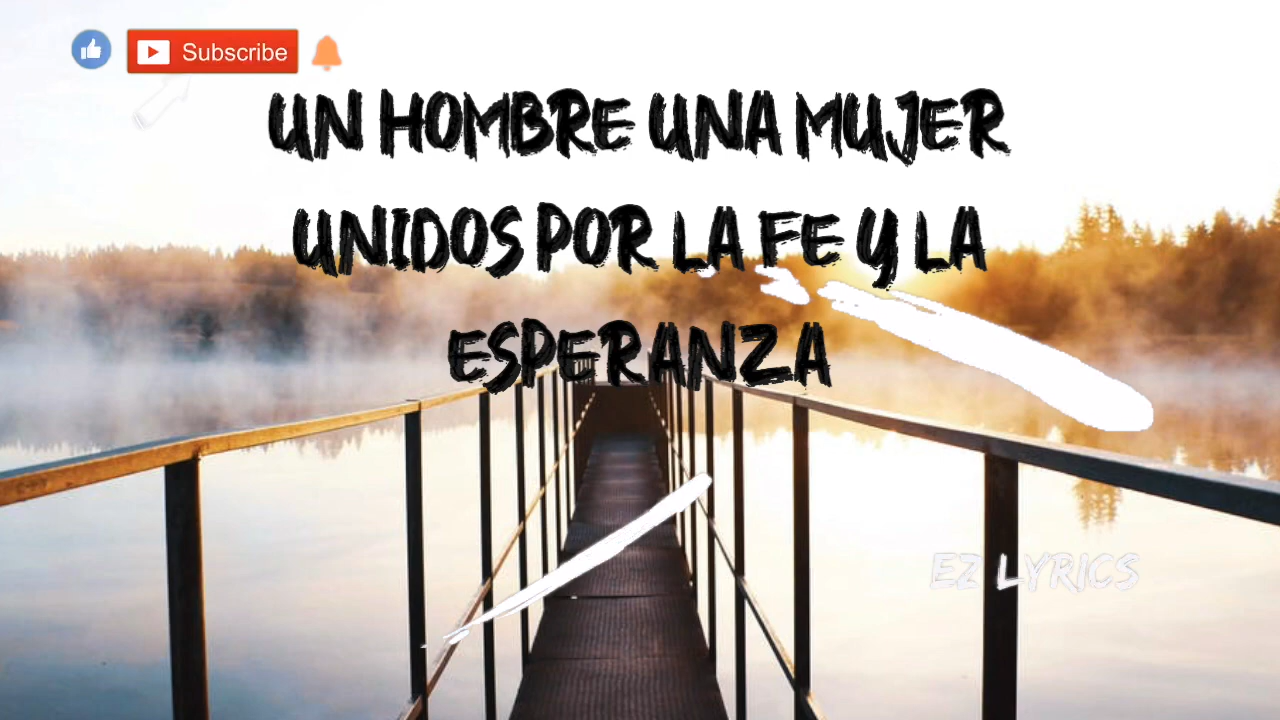 Subscribe
UN HOMBRE UNA MUJER
UNIDOS POR LA FE Y LA
ESPERANZA
EZ LYRICS